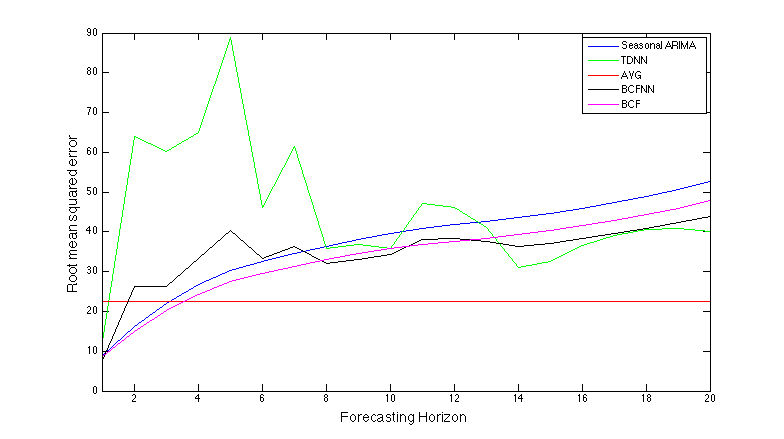 90
80
70
60
50
40
30
20
10
0
Root mean squared error
Seasonal ARIMA
TDNN
AVG
BCFNN
BCF
2 4 6 8 10 12 14 16 18 20
Forecasting Horizon